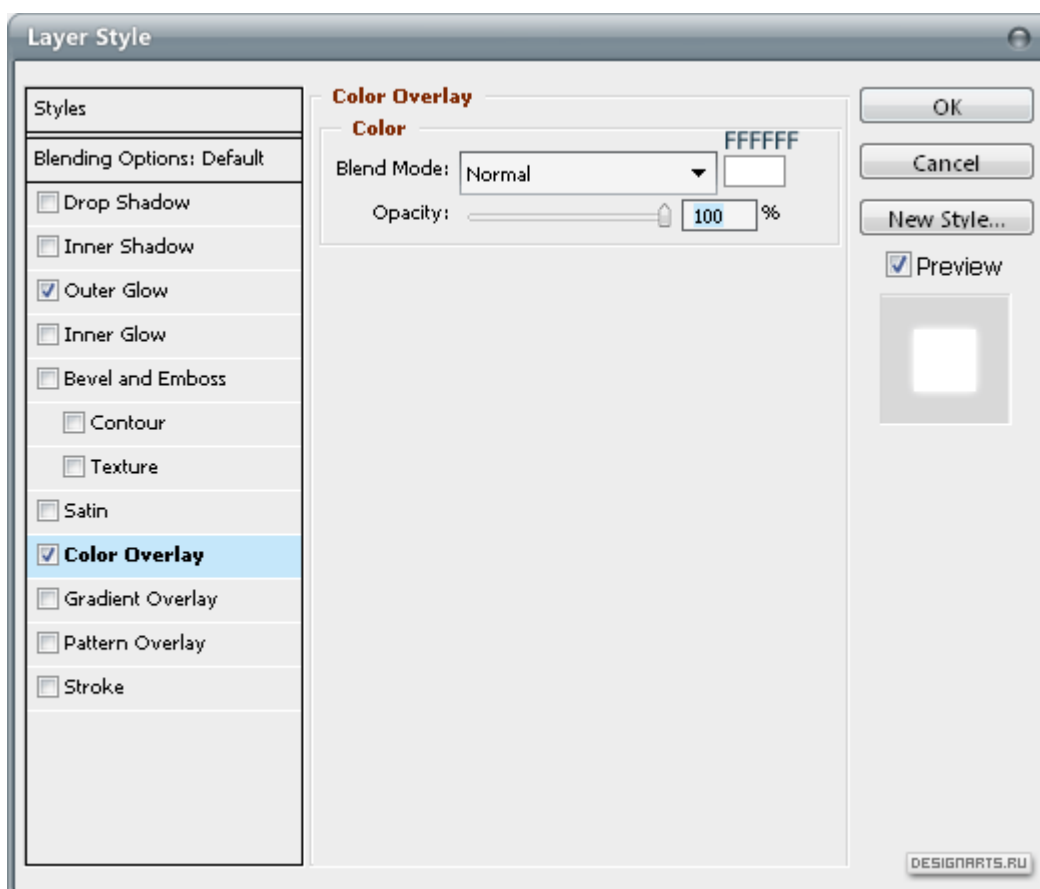 Layer Style
Styles
Blending Options: Default
Drop Shadow
Inner Shadow
Outer Glow
Inner Glow
Bevel and Emboss
Contour
Texture
Satin
Color Overlay
Gradient Overlay
Pattern Overlay
Stroke
Color Overlay
Color
FFFFFF
Blend Mode: Normal
Opacity: 100 %
OK
Cancel
New Style...
Preview
DESIGNARTS.RU